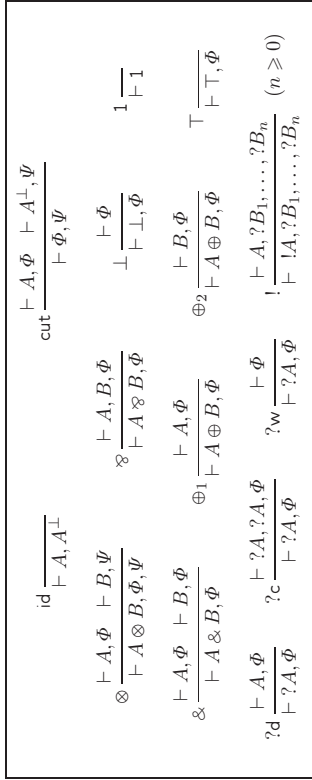 id ⊢ A, A^⊥
cut ⊢ A, Φ ⊢ A^⊥, Ψ
⊢ Φ, Ψ
⊗ ⊢ A, Φ ⊢ B, Ψ
⊢ A ⊗ B, Φ, Ψ
⅋ ⊢ A, B, Φ
⊢ A ⅋ B, Φ
⊥ ⊢ Φ
⊢ ⊥, Φ
1 ⊢ 1
& ⊢ A, Φ ⊢ B, Φ
⊢ A & B, Φ
⊕1 ⊢ A, Φ
⊢ A ⊕ B, Φ
⊕2 ⊢ B, Φ
⊢ A ⊕ B, Φ
⊤ ⊢ ⊤, Φ
?d ⊢ A, Φ
⊢ ?A, Φ
?c ⊢ ?A, ?A, Φ
⊢ ?A, Φ
?w ⊢ Φ
⊢ ?A, Φ
! ⊢ A, ?B₁, …, ?Bₙ
⊢ !A, ?B₁, …, ?Bₙ (n ⩾ 0)